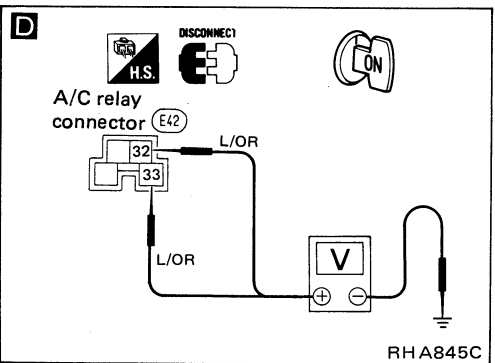 D
DISCONNECT
H.S.
ON
A/C relay
connector E42
32
L/OR
33
L/OR
V
+ −
RHA845C